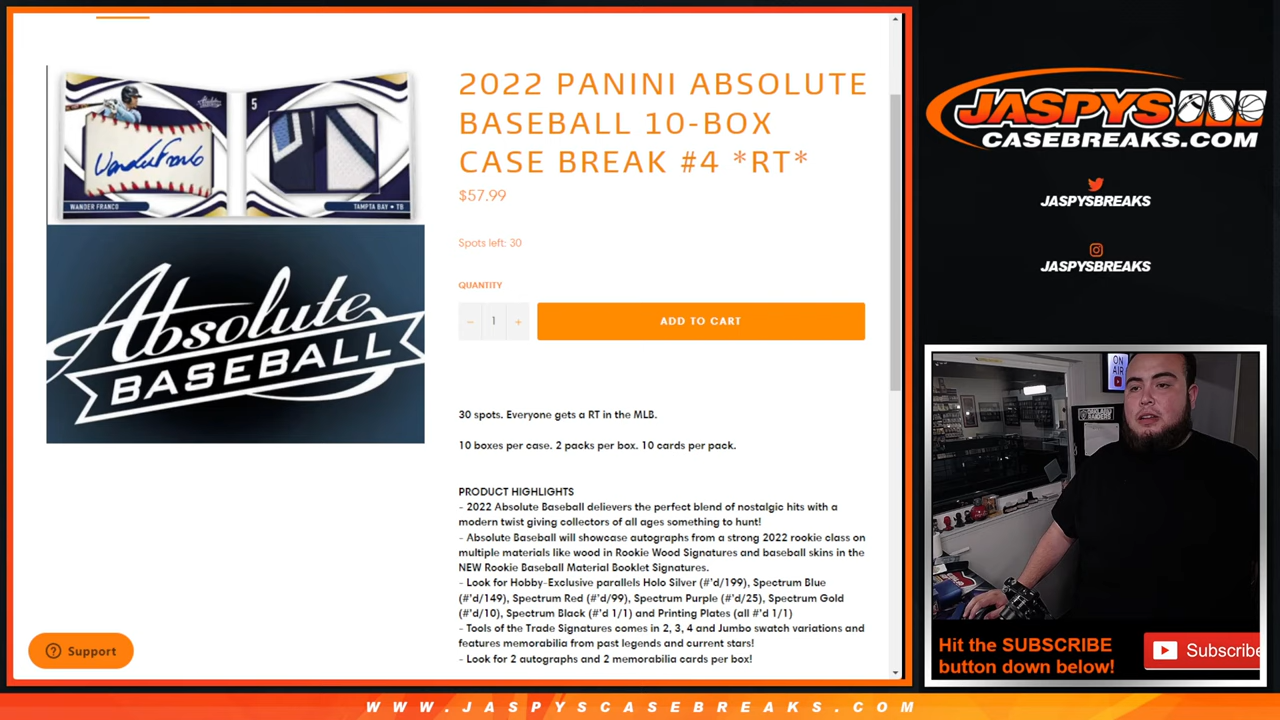 2022 PANINI ABSOLUTE
BASEBALL 10-BOX
CASE BREAK #4 *RT*
$57.99
Spots left: 30
QUANTITY
− 1 +
ADD TO CART
30 spots. Everyone gets a RT in the MLB.
10 boxes per case. 2 packs per box. 10 cards per pack.
PRODUCT HIGHLIGHTS
- 2022 Absolute Baseball delivers the perfect blend of nostalgic hits with a
modern twist giving collectors of all ages something to hunt!
- Absolute Baseball will showcase autographs from a strong 2022 rookie class on
multiple materials like wood in Rookie Wood Signatures and baseball skins in the
NEW Rookie Baseball Material Booklet Signatures.
- Look for Hobby-Exclusive parallels Holo Silver (#'d/199), Spectrum Blue
(#'d/149), Spectrum Red (#'d/99), Spectrum Purple (#'d/25), Spectrum Gold
(#'d/10), Spectrum Black (#'d 1/1) and Printing Plates (all #'d 1/1)
- Tools of the Trade Signatures comes in 2, 3, 4 and Jumbo swatch variations and
features memorabilia from past legends and current stars!
- Look for 2 autographs and 2 memorabilia cards per box!
Absolute
5
Wander Franco
WANDER FRANCO
TAMPTA BAY • TB
Absolute
BASEBALL
Support
JASPYS
CASEBREAKS.COM
JASPYSBREAKS
JASPYSBREAKS
ON
AIR
Hit the SUBSCRIBE
button down below!
Subscribe
WWW.JASPYSCASEBREAKS.COM